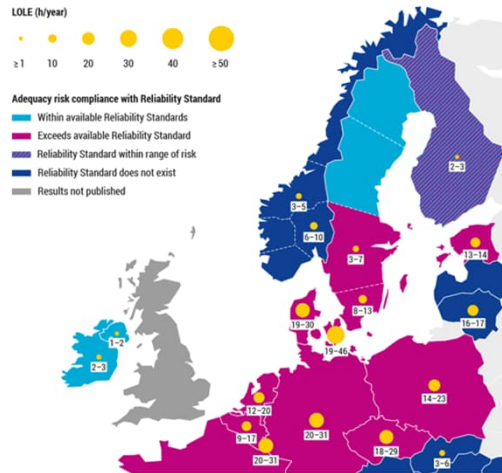 LOLE (h/year)
≥ 1 10 20 30 40 ≥ 50
Adequacy risk compliance with Reliability Standard
Within available Reliability Standards
Exceeds available Reliability Standard
Reliability Standard within range of risk
Reliability Standard does not exist
Results not published
2–3
3–5
6–10
3–7
13–14
8–13
19–30
16–17
19–46
1–2
2–3
12–20
14–23
9–17
20–31
20–31
18–29
3–6